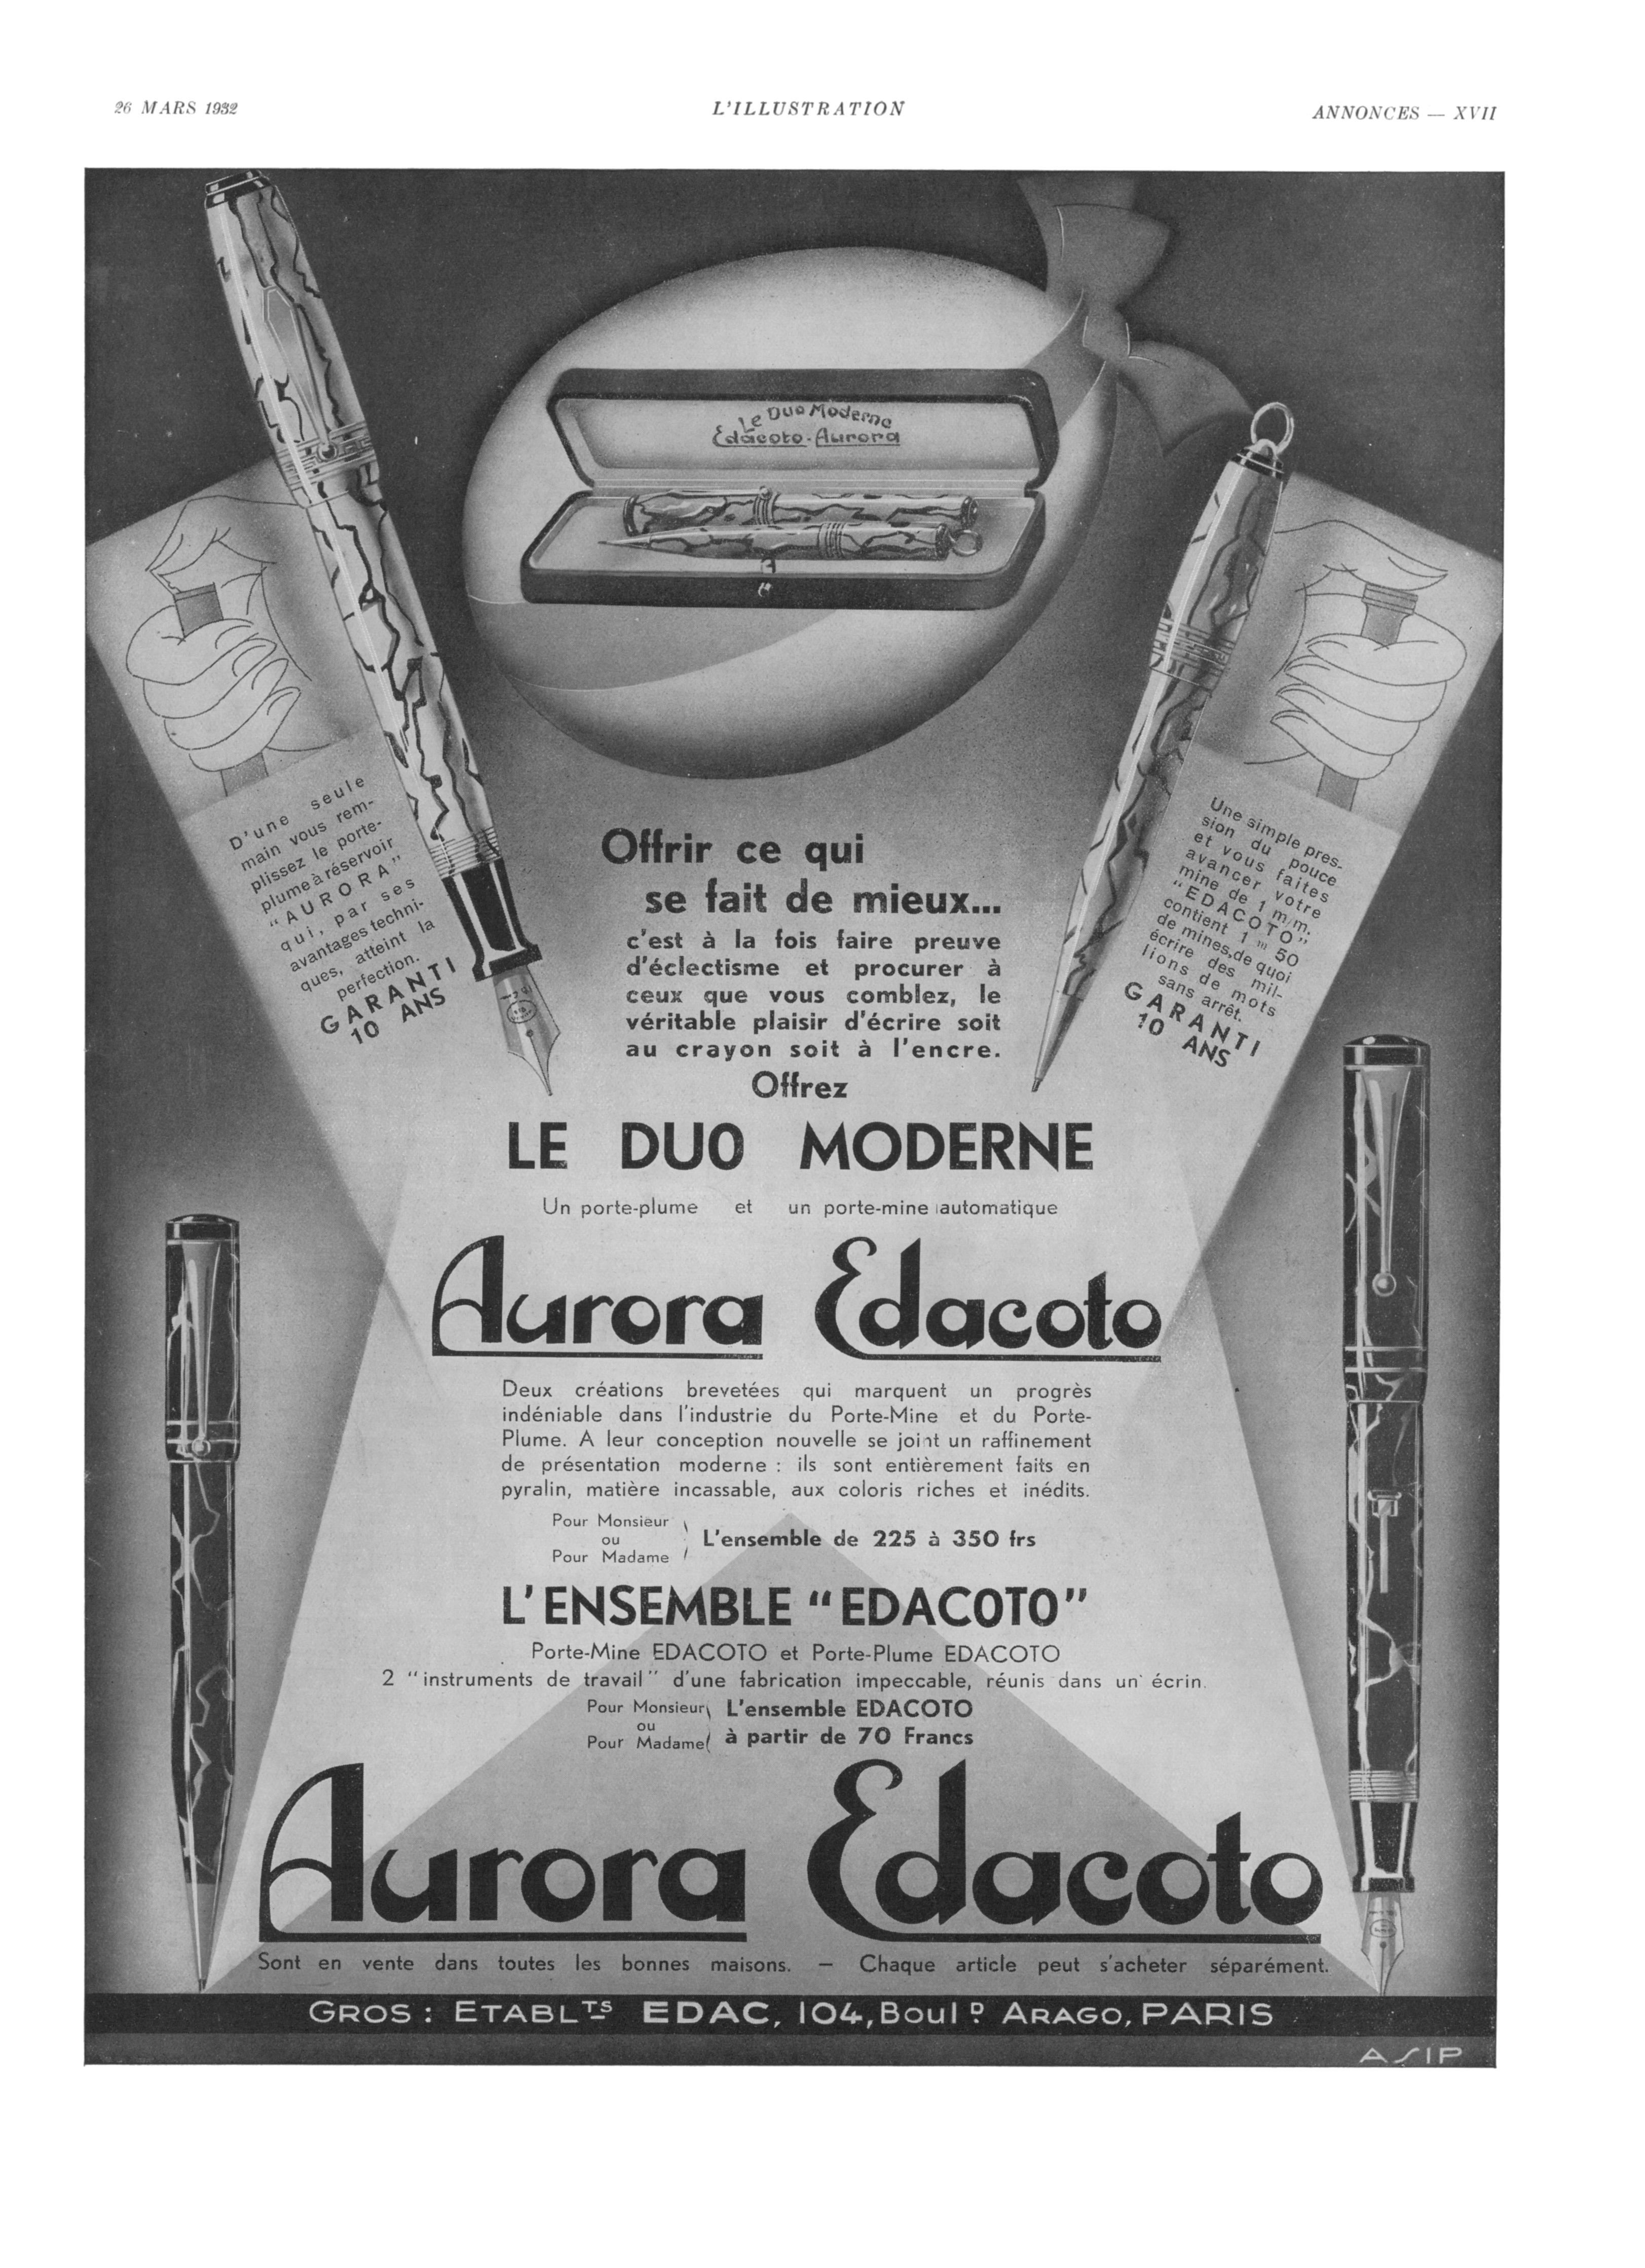 26 MARS 1932
L'ILLUSTRATION
ANNONCES — XVII
Le Duo Moderne
Edacoto-Aurora
D'une seule
main vous rem-
plissez le porte-
plume à réservoir
"AURORA"
qui, par ses
avantages techni-
ques, atteint la
perfection.
GARANTI
10 ANS
Une simple pres-
sion du pouce
et vous faites
avancer votre
mine de 1 m/m.
"EDACOTO"
contient 1 m 50
de mines, de quoi
écrire des mil-
lions de mots
sans arrêt.
GARANTI
10 ANS
Offrir ce qui
se fait de mieux...
c'est à la fois faire preuve
d'éclectisme et procurer à
ceux que vous comblez, le
véritable plaisir d'écrire soit
au crayon soit à l'encre.
Offrez
LE DUO MODERNE
Un porte-plume et un porte-mine automatique
Aurora Edacoto
Deux créations brevetées qui marquent un progrès
indéniable dans l'industrie du Porte-Mine et du Porte-
Plume. A leur conception nouvelle se joint un raffinement
de présentation moderne : ils sont entièrement faits en
pyralin, matière incassable, aux coloris riches et inédits.
Pour Monsieur
ou
Pour Madame
L'ensemble de 225 à 350 frs
L'ENSEMBLE "EDACOTO"
Porte-Mine EDACOTO et Porte-Plume EDACOTO
2 "instruments de travail" d'une fabrication impeccable, réunis dans un écrin.
Pour Monsieur
ou
Pour Madame
L'ensemble EDACOTO
à partir de 70 Francs
Aurora Edacoto
Sont en vente dans toutes les bonnes maisons. — Chaque article peut s'acheter séparément.
GROS : ETABLTS EDAC, 104, BoulD ARAGO, PARIS
ASIP